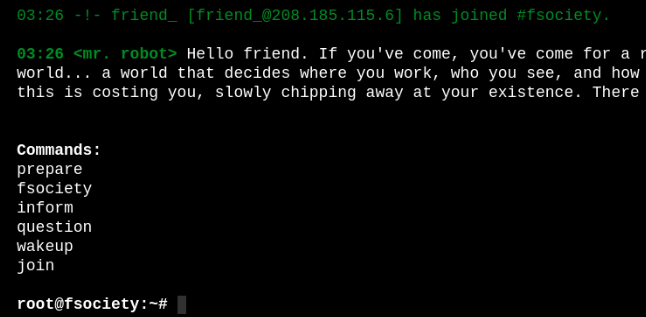 03:26 -!- friend_ [friend_@208.185.115.6] has joined #fsociety.
03:26 <mr. robot> Hello friend. If you've come, you've come for a
world... a world that decides where you work, who you see, and how
this is costing you, slowly chipping away at your existence. There
Commands:
prepare
fsociety
inform
question
wakeup
join
root@fsociety:~#